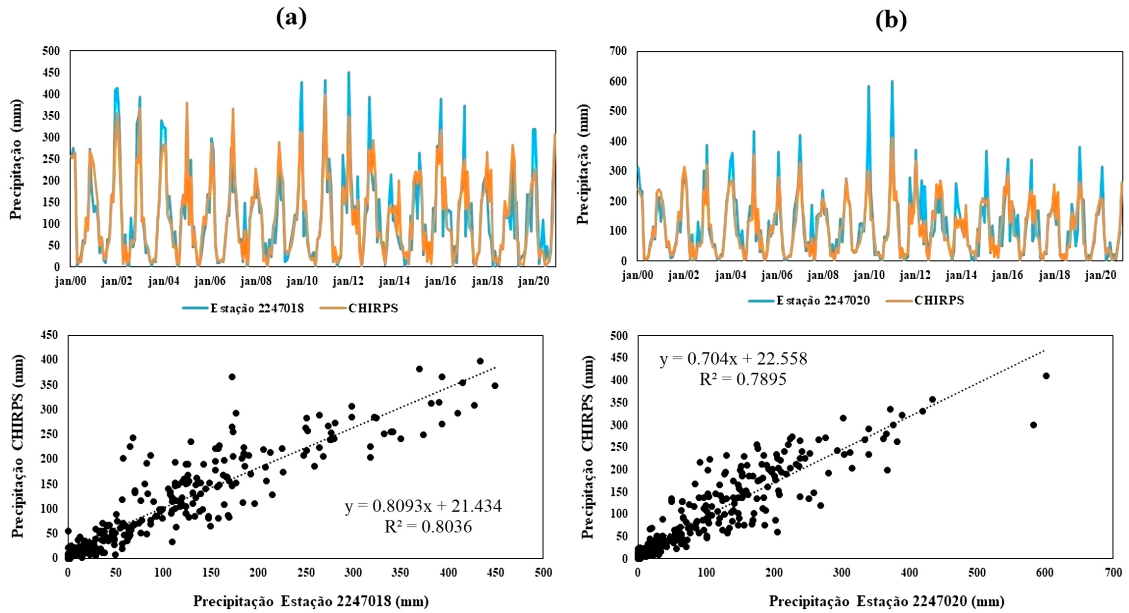 (a)
500
450
400
350
300
250
200
150
100
50
0
Precipitação (mm)
jan/00 jan/02 jan/04 jan/06 jan/08 jan/10 jan/12 jan/14 jan/16 jan/18 jan/20
Estação 2247018 CHIRPS
(b)
700
600
500
400
300
200
100
0
Precipitação (mm)
jan/00 jan/02 jan/04 jan/06 jan/08 jan/10 jan/12 jan/14 jan/16 jan/18 jan/20
Estação 2247020 CHIRPS
450
400
350
300
250
200
150
100
50
0
Precipitação CHIRPS (mm)
y = 0.8093x + 21.434
R² = 0.8036
0 50 100 150 200 250 300 350 400 450 500
Precipitação Estação 2247018 (mm)
500
450
400
350
300
250
200
150
100
50
0
Precipitação CHIRPS (mm)
y = 0.704x + 22.558
R² = 0.7895
0 100 200 300 400 500 600 700
Precipitação Estação 2247020 (mm)